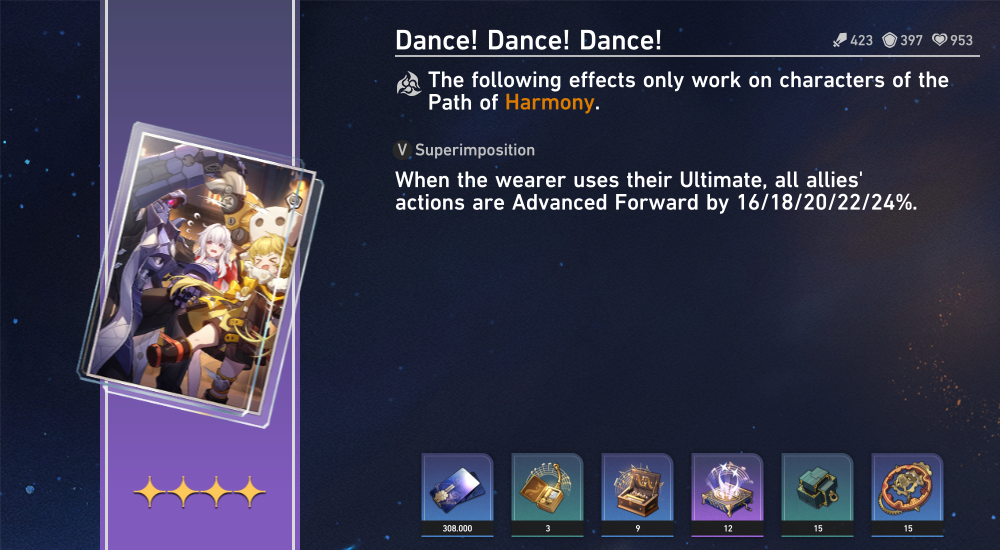 Dance! Dance! Dance!
423 397 953
The following effects only work on characters of the
Path of Harmony.
V Superimposition
When the wearer uses their Ultimate, all allies'
actions are Advanced Forward by 16/18/20/22/24%.
308.000 3 9 12 15 15